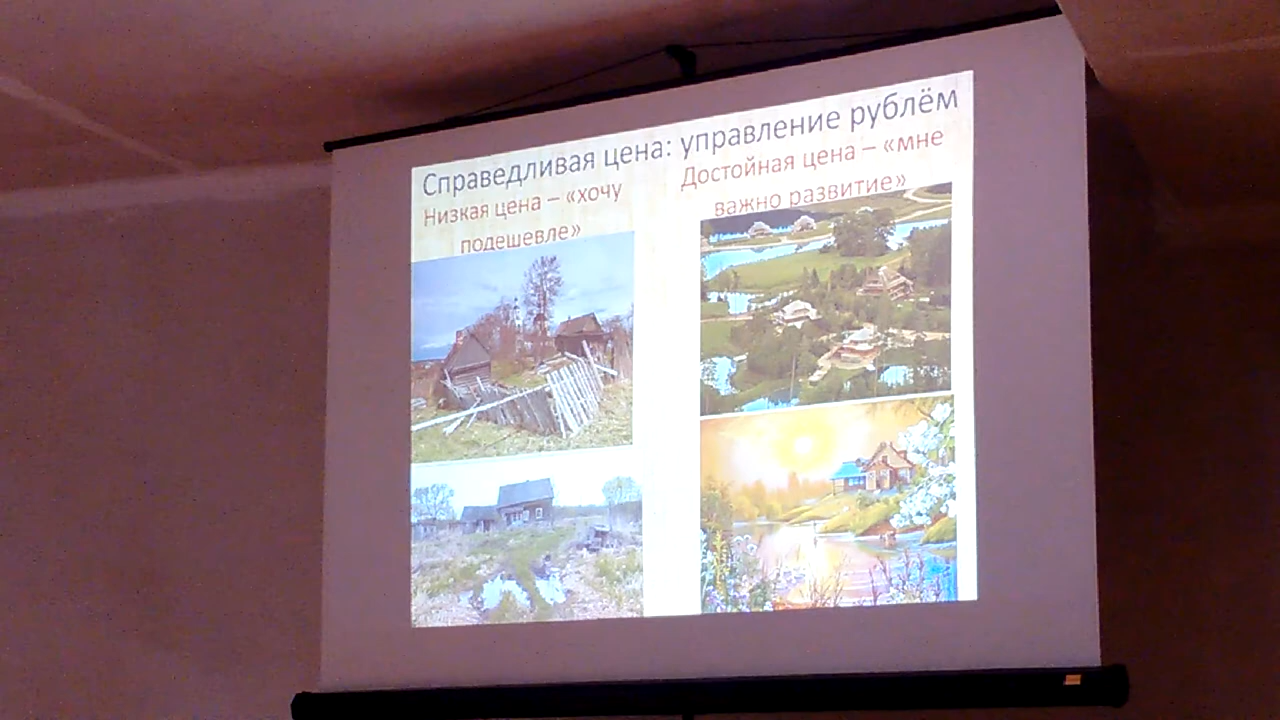 Справедливая цена: управление рублём
Низкая цена – «хочу
подешевле»
Достойная цена – «мне
важно развитие»